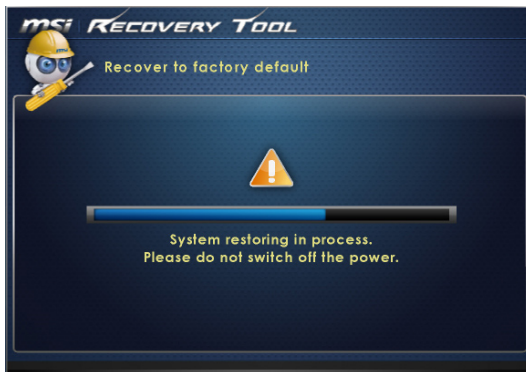 msi RECOVERY TOOL
Recover to factory default
System restoring in process.
Please do not switch off the power.